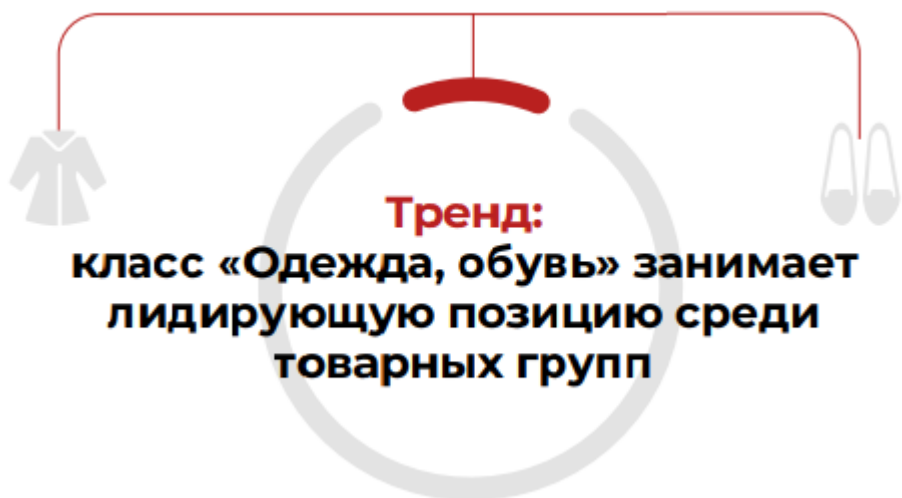 Тренд:
класс «Одежда, обувь» занимает
лидирующую позицию среди
товарных групп